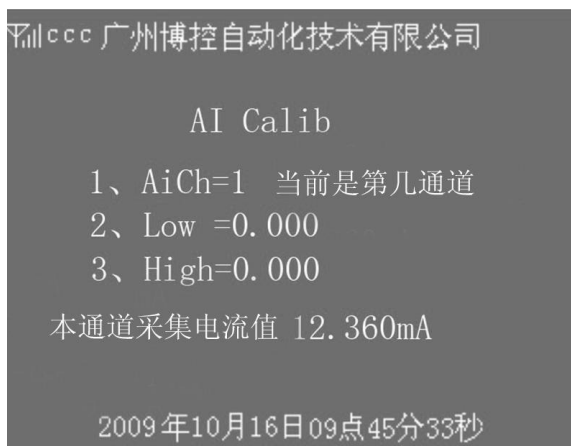 ccc 广州博控自动化技术有限公司
AI Calib
1、AiCh=1 当前是第几通道
2、Low =0.000
3、High=0.000
本通道采集电流值 12.360mA
2009年10月16日09点45分33秒